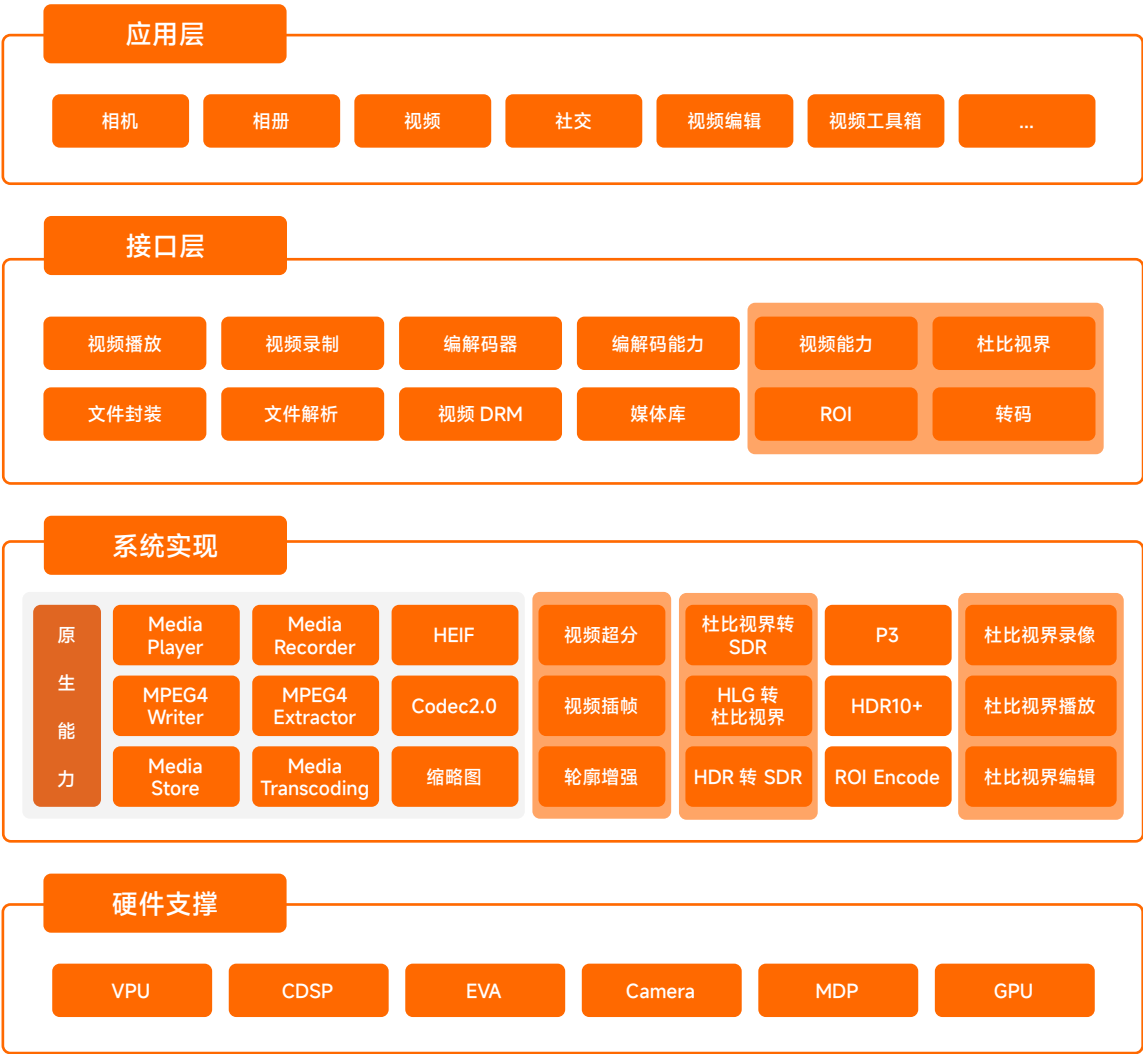 应用层
相机 相册 视频 社交 视频编辑 视频工具箱 ...
接口层
视频播放 视频录制 编解码器 编解码能力 视频能力 杜比视界
文件封装 文件解析 视频 DRM 媒体库 ROI 转码
系统实现
原
生
能
力
Media
Player
Media
Recorder
HEIF
视频超分
杜比视界转
SDR
P3
杜比视界录像
MPEG4
Writer
MPEG4
Extractor
Codec2.0
视频插帧
HLG 转
杜比视界
HDR10+
杜比视界播放
Media
Store
Media
Transcoding
缩略图
轮廓增强
HDR 转 SDR
ROI Encode
杜比视界编辑
硬件支撑
VPU CDSP EVA Camera MDP GPU